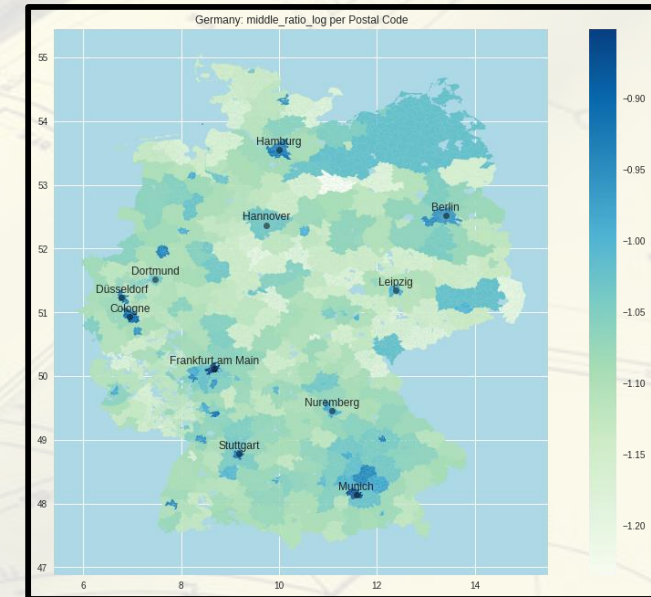 Germany: middle_ratio_log per Postal Code
55
54
53
52
51
50
49
48
47
6
8
10
12
14
Hamburg
Berlin
Hannover
Dortmund
Leipzig
Düsseldorf
Cologne
Frankfurt am Main
Nuremberg
Stuttgart
Munich
−0.90
−0.95
−1.00
−1.05
−1.10
−1.15
−1.20